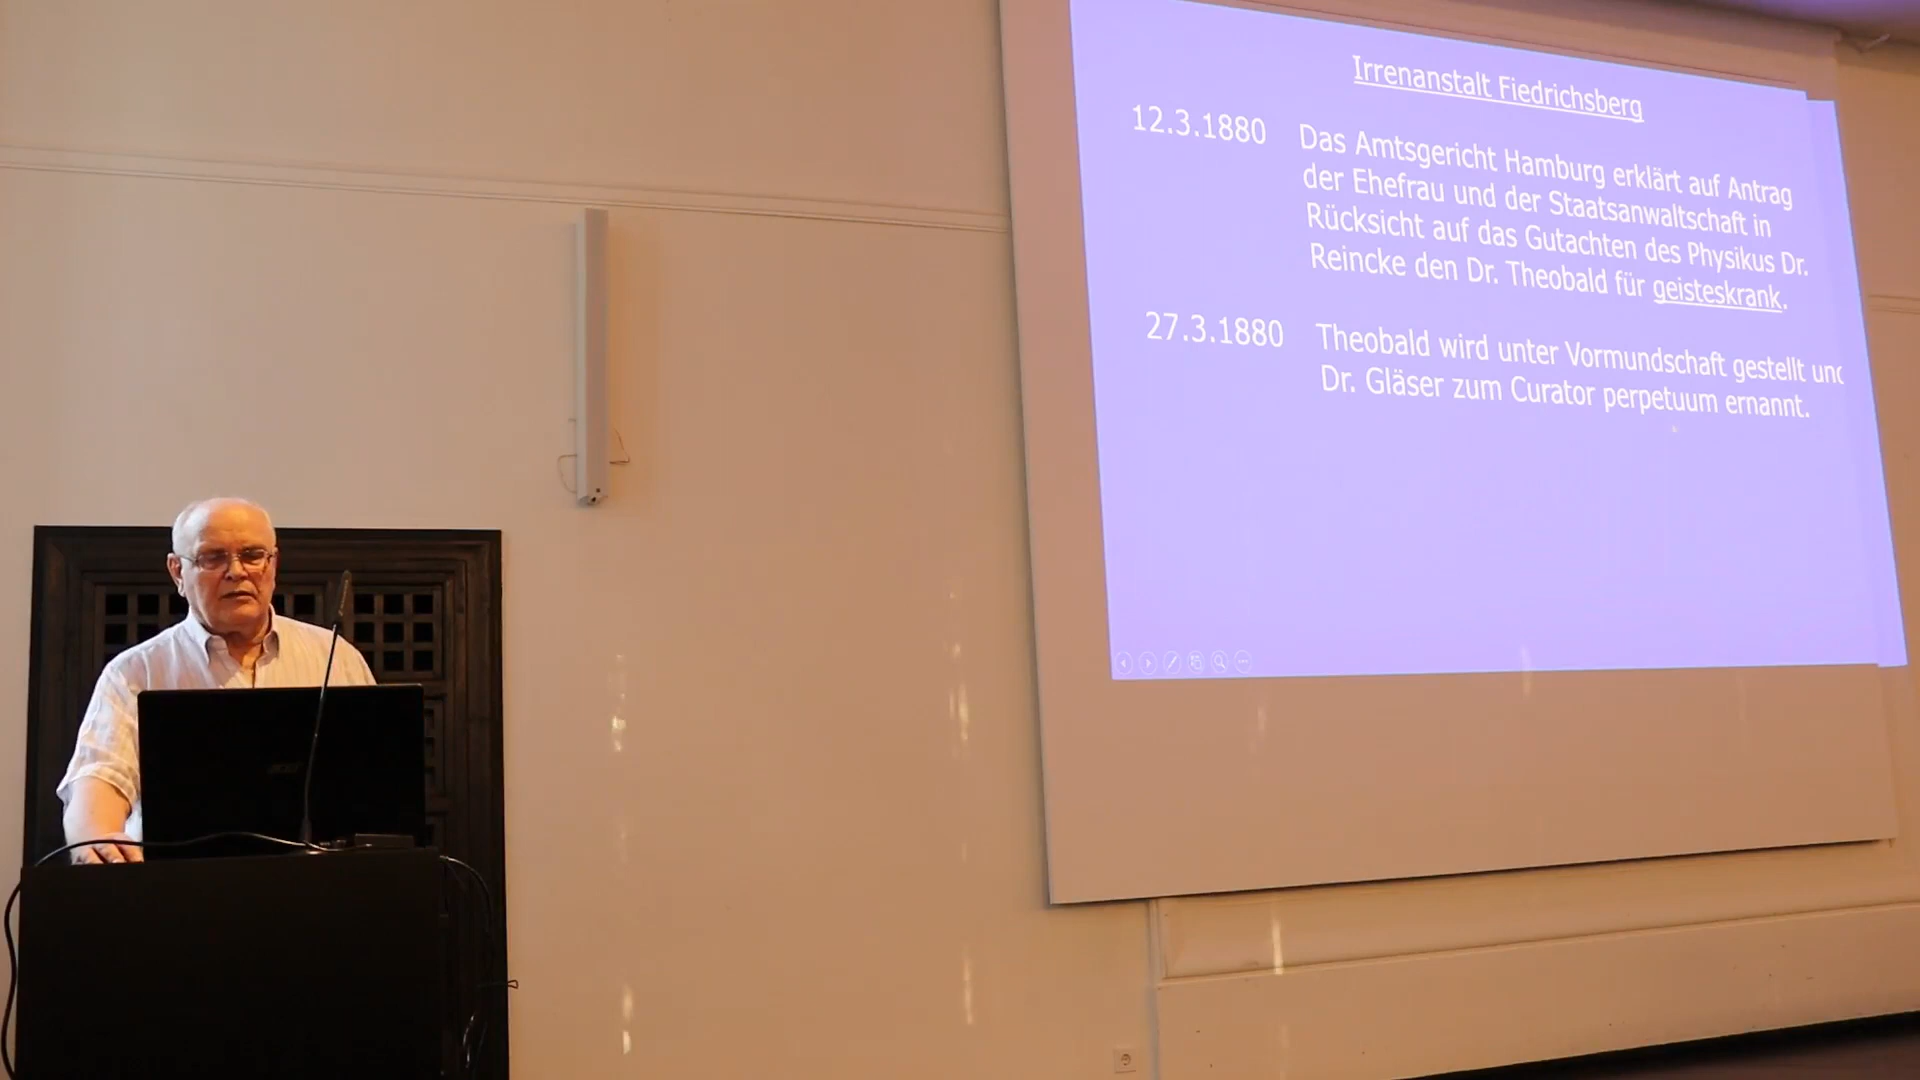 Irrenanstalt Fiedrichsberg
12.3.1880 Das Amtsgericht Hamburg erklärt auf Antrag
der Ehefrau und der Staatsanwaltschaft in
Rücksicht auf das Gutachten des Physikus Dr.
Reincke den Dr. Theobald für geisteskrank.
27.3.1880 Theobald wird unter Vormundschaft gestellt und
Dr. Gläser zum Curator perpetuum ernannt.
acer